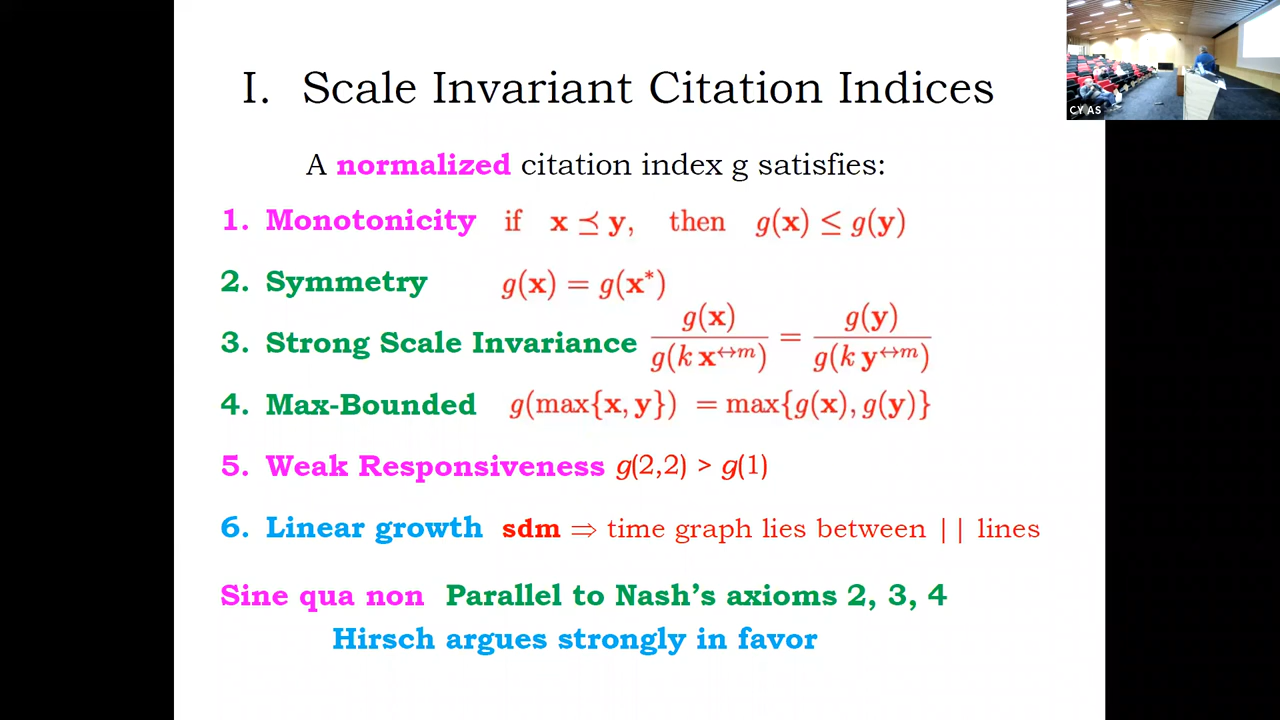 I. Scale Invariant Citation Indices
CY AS
A normalized citation index g satisfies:
1. Monotonicity if x ⪯ y, then g(x) ≤ g(y)
2. Symmetry g(x) = g(x*)
3. Strong Scale Invariance g(x) / g(k x↔m) = g(y) / g(k y↔m)
4. Max-Bounded g(max{x, y}) = max{g(x), g(y)}
5. Weak Responsiveness g(2,2) > g(1)
6. Linear growth sdm ⇒ time graph lies between || lines
Sine qua non Parallel to Nash's axioms 2, 3, 4
Hirsch argues strongly in favor